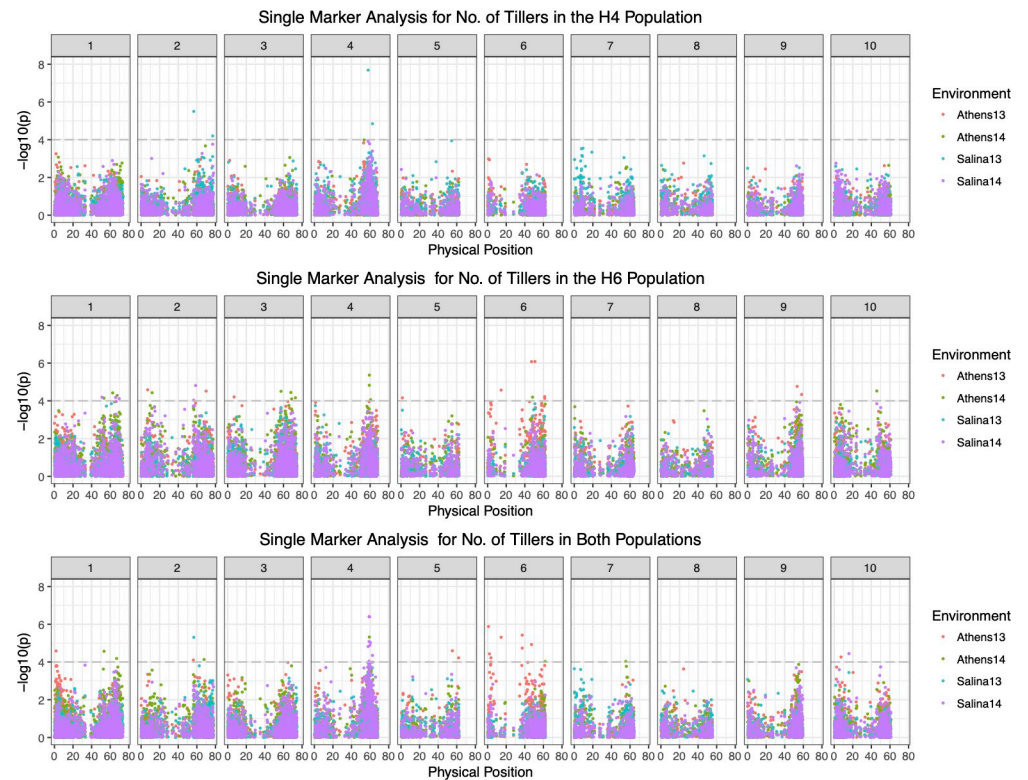 Single Marker Analysis for No. of Tillers in the H4 Population
1 2 3 4 5 6 7 8 9 10
8
6
4
2
0
−log10(p)
0 20 40 60 80 0 20 40 60 80 0 20 40 60 80 0 20 40 60 80 0 20 40 60 80 0 20 40 60 80 0 20 40 60 80 0 20 40 60 80 0 20 40 60 80 0 20 40 60 80
Physical Position
Environment
Athens13
Athens14
Salina13
Salina14
Single Marker Analysis for No. of Tillers in the H6 Population
1 2 3 4 5 6 7 8 9 10
8
6
4
2
0
−log10(p)
0 20 40 60 80 0 20 40 60 80 0 20 40 60 80 0 20 40 60 80 0 20 40 60 80 0 20 40 60 80 0 20 40 60 80 0 20 40 60 80 0 20 40 60 80 0 20 40 60 80
Physical Position
Environment
Athens13
Athens14
Salina13
Salina14
Single Marker Analysis for No. of Tillers in Both Populations
1 2 3 4 5 6 7 8 9 10
8
6
4
2
0
−log10(p)
0 20 40 60 80 0 20 40 60 80 0 20 40 60 80 0 20 40 60 80 0 20 40 60 80 0 20 40 60 80 0 20 40 60 80 0 20 40 60 80 0 20 40 60 80 0 20 40 60 80
Physical Position
Environment
Athens13
Athens14
Salina13
Salina14